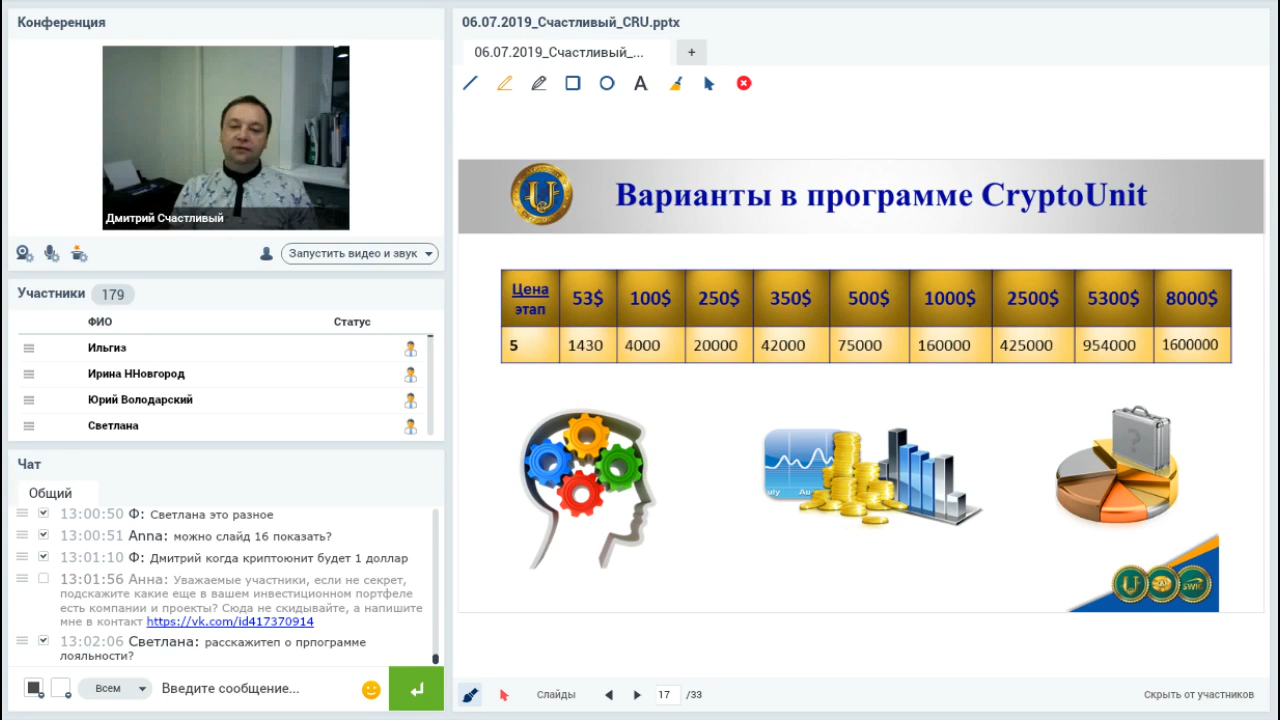 Конференция
Дмитрий Счастливый
Запустить видео и звук
Участники 179
ФИО Статус
Ильгиз
Ирина ННовгород
Юрий Володарский
Светлана
Чат
Общий
13:00:50 Ф: Светлана это разное
13:00:51 Anna: можно слайд 16 показать?
13:01:10 Ф: Дмитрий когда криптоюнит будет 1 доллар
13:01:56 Анна: Уважаемые участники, если не секрет,
подскажите какие еще в вашем инвестиционном портфеле
есть компании и проекты? Сюда не скидывайте, а напишите
мне в контакт https://vk.com/id417370914
13:02:06 Светлана: расскажитеп о прпограмме
лояльности?
Всем Введите сообщение...
06.07.2019_Счастливый_CRU.pptx
06.07.2019_Счастливый_... +
A
Варианты в программе CryptoUnit
Цена
этап 53$ 100$ 250$ 350$ 500$ 1000$ 2500$ 5300$ 8000$
5 1430 4000 20000 42000 75000 160000 425000 954000 1600000
Слайды 17 /33 Скрыть от участников